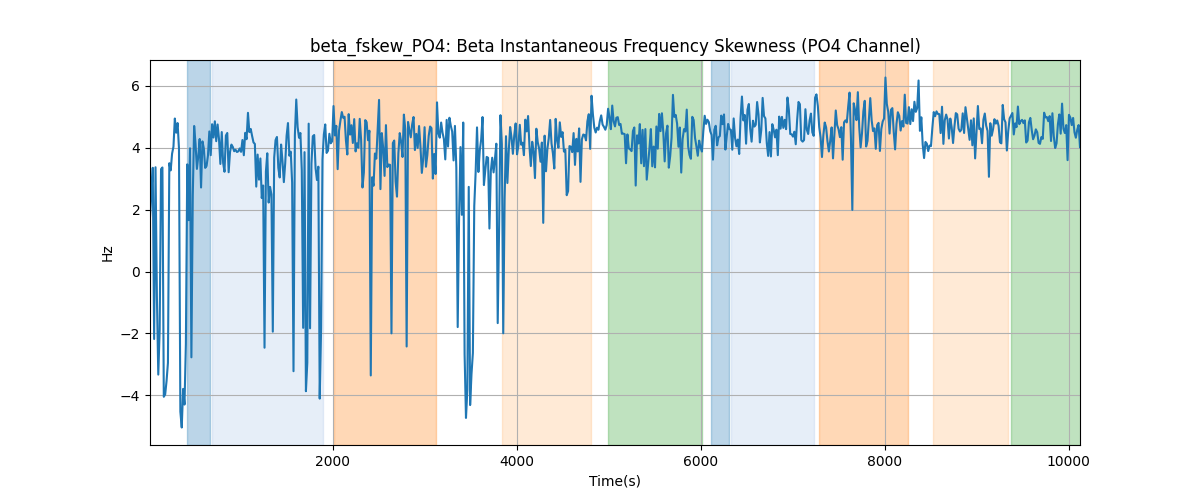 beta_fskew_PO4: Beta Instantaneous Frequency Skewness (PO4 Channel)
Hz
6
4
2
0
−2
−4
2000 4000 6000 8000 10000
Time(s)